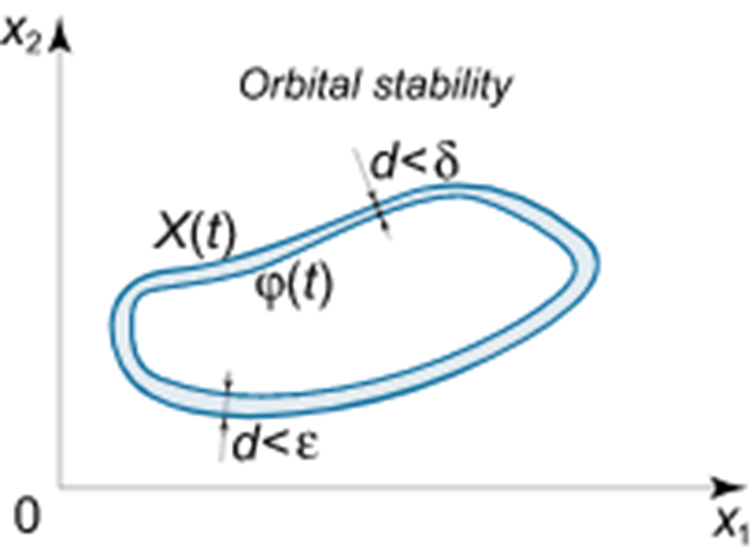 x₂
Orbital stability
d<δ
X(t)
φ(t)
d<ε
0
x₁